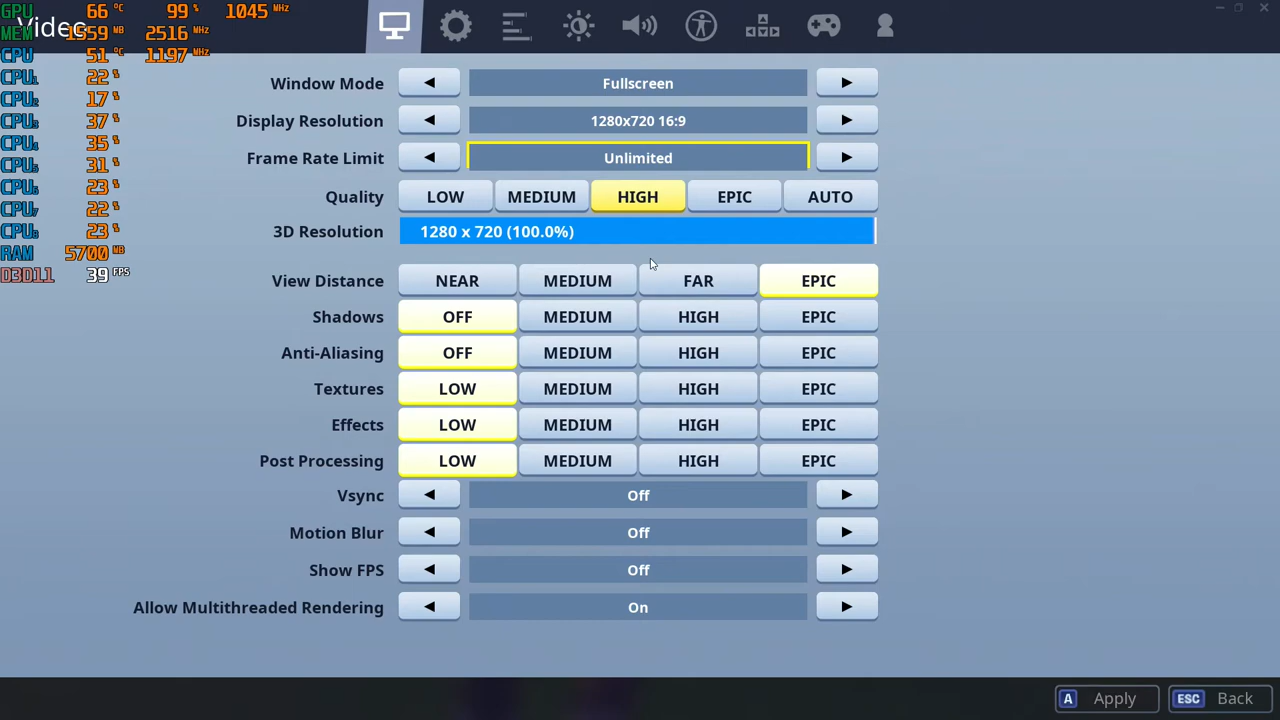 Video
GPU 66 °C 99 % 1045 MHz
MEM 1559 MB 2516 MHz
CPU 51 °C 1197 MHz
CPU1 22 %
CPU2 17 %
CPU3 37 %
CPU4 35 %
CPU5 31 %
CPU6 23 %
CPU7 22 %
CPU8 23 %
RAM 5700 MB
D3D11 39 FPS
Window Mode Fullscreen
Display Resolution 1280x720 16:9
Frame Rate Limit Unlimited
Quality LOW MEDIUM HIGH EPIC AUTO
3D Resolution 1280 x 720 (100.0%)
View Distance NEAR MEDIUM FAR EPIC
Shadows OFF MEDIUM HIGH EPIC
Anti-Aliasing OFF MEDIUM HIGH EPIC
Textures LOW MEDIUM HIGH EPIC
Effects LOW MEDIUM HIGH EPIC
Post Processing LOW MEDIUM HIGH EPIC
Vsync Off
Motion Blur Off
Show FPS Off
Allow Multithreaded Rendering On
A Apply ESC Back